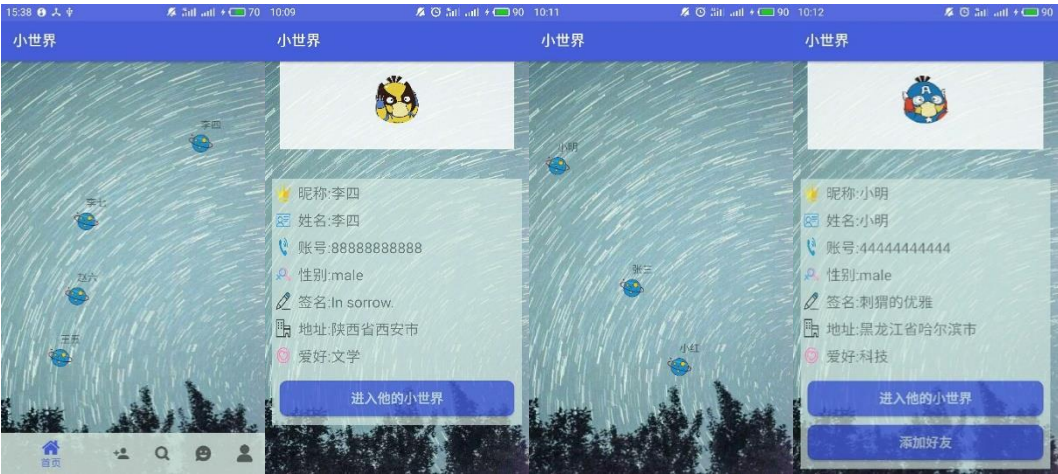 15:38
70
小世界
李四
李七
赵六
王五
首页
10:09
90
小世界
昵称:李四
姓名:李四
账号:88888888888
性别:male
签名:In sorrow.
地址:陕西省西安市
爱好:文学
进入他的小世界
10:11
90
小世界
小明
张三
小红
10:12
90
小世界
昵称:小明
姓名:小明
账号:44444444444
性别:male
签名:刺猬的优雅
地址:黑龙江省哈尔滨市
爱好:科技
进入他的小世界
添加好友